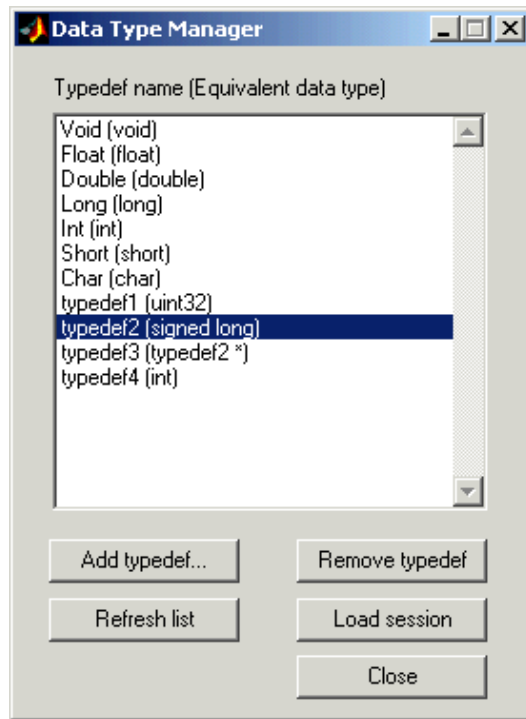 Data Type Manager
Typedef name (Equivalent data type)
Void (void)
Float (float)
Double (double)
Long (long)
Int (int)
Short (short)
Char (char)
typedef1 (uint32)
typedef2 (signed long)
typedef3 (typedef2 *)
typedef4 (int)
Add typedef...
Remove typedef
Refresh list
Load session
Close